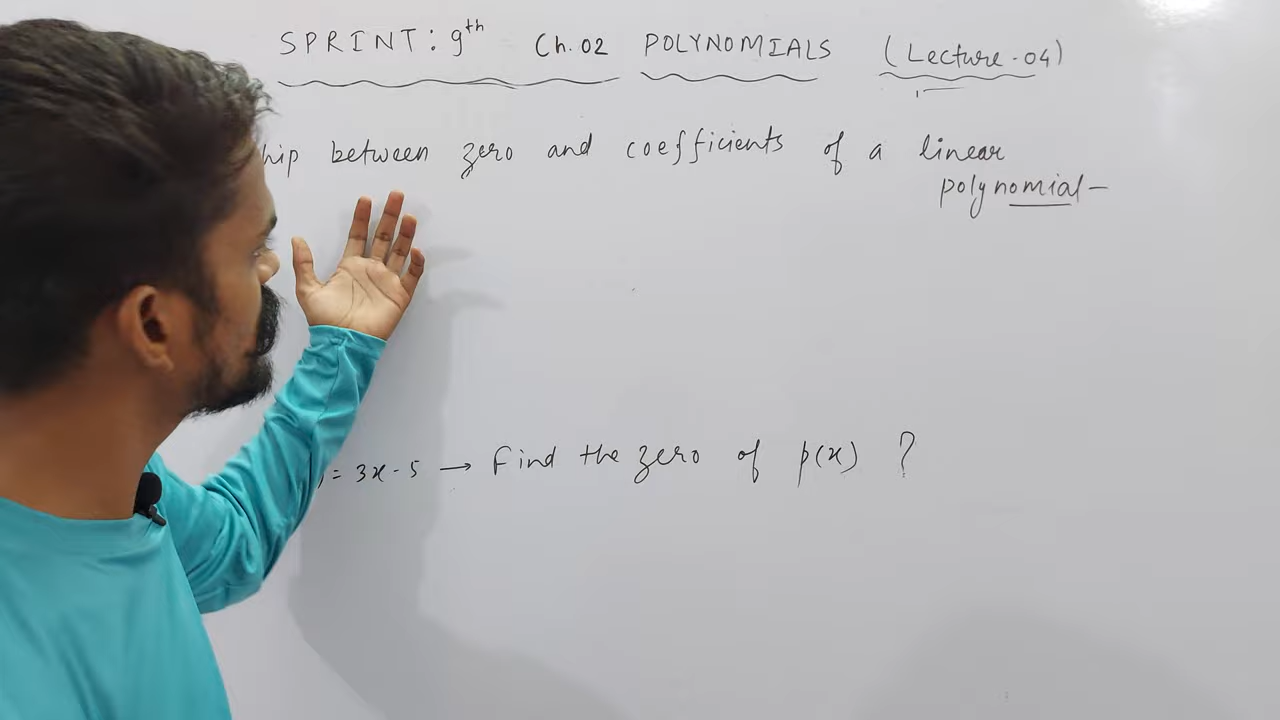 SPRINT: 9th Ch. 02 POLYNOMIALS (Lecture-04)
hip between zero and coefficients of a linear
polynomial-
) = 3x - 5 → Find the zero of p(x) ?